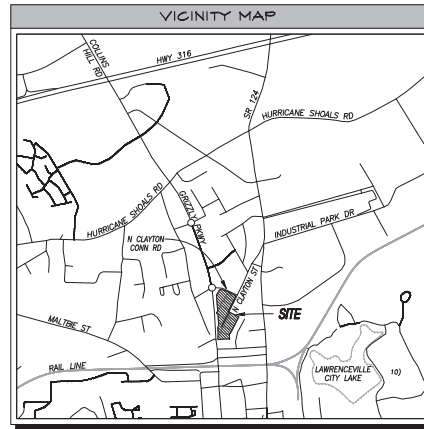 VICINITY MAP
COLLINS
HILL RD
HWY 316
SR 124
HURRICANE SHOALS RD
HURRICANE SHOALS RD
GRIZZLY PKWY
N CLAYTON
CONN RD
INDUSTRIAL PARK DR
N CLAYTON ST
SITE
MALTBIE ST
RAIL LINE
LAWRENCEVILLE
CITY LAKE
10)